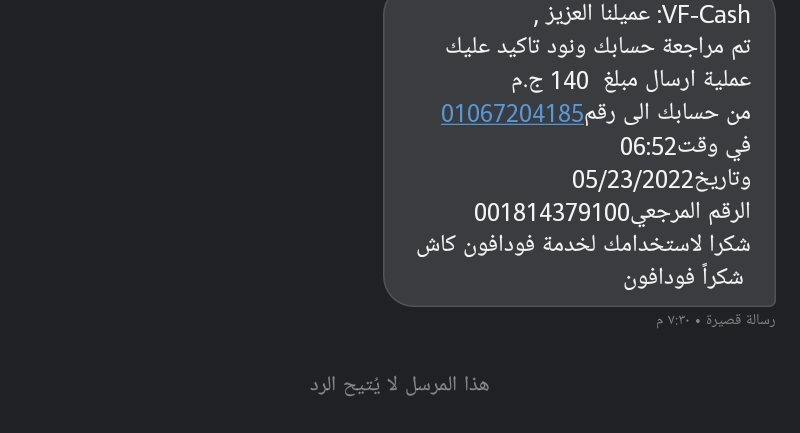 VF-Cash: عميلنا العزيز ,
تم مراجعة حسابك ونود تاكيد عليك
عملية ارسال مبلغ 140 ج.م
من حسابك الى رقم01067204185
في وقت06:52
وتاريخ05/23/2022
الرقم المرجعي001814379100
شكرا لاستخدامك لخدمة فودافون كاش
شكراً فودافون
رسالة قصيرة • ٧:٣٠ م
هذا المرسل لا يُتيح الرد